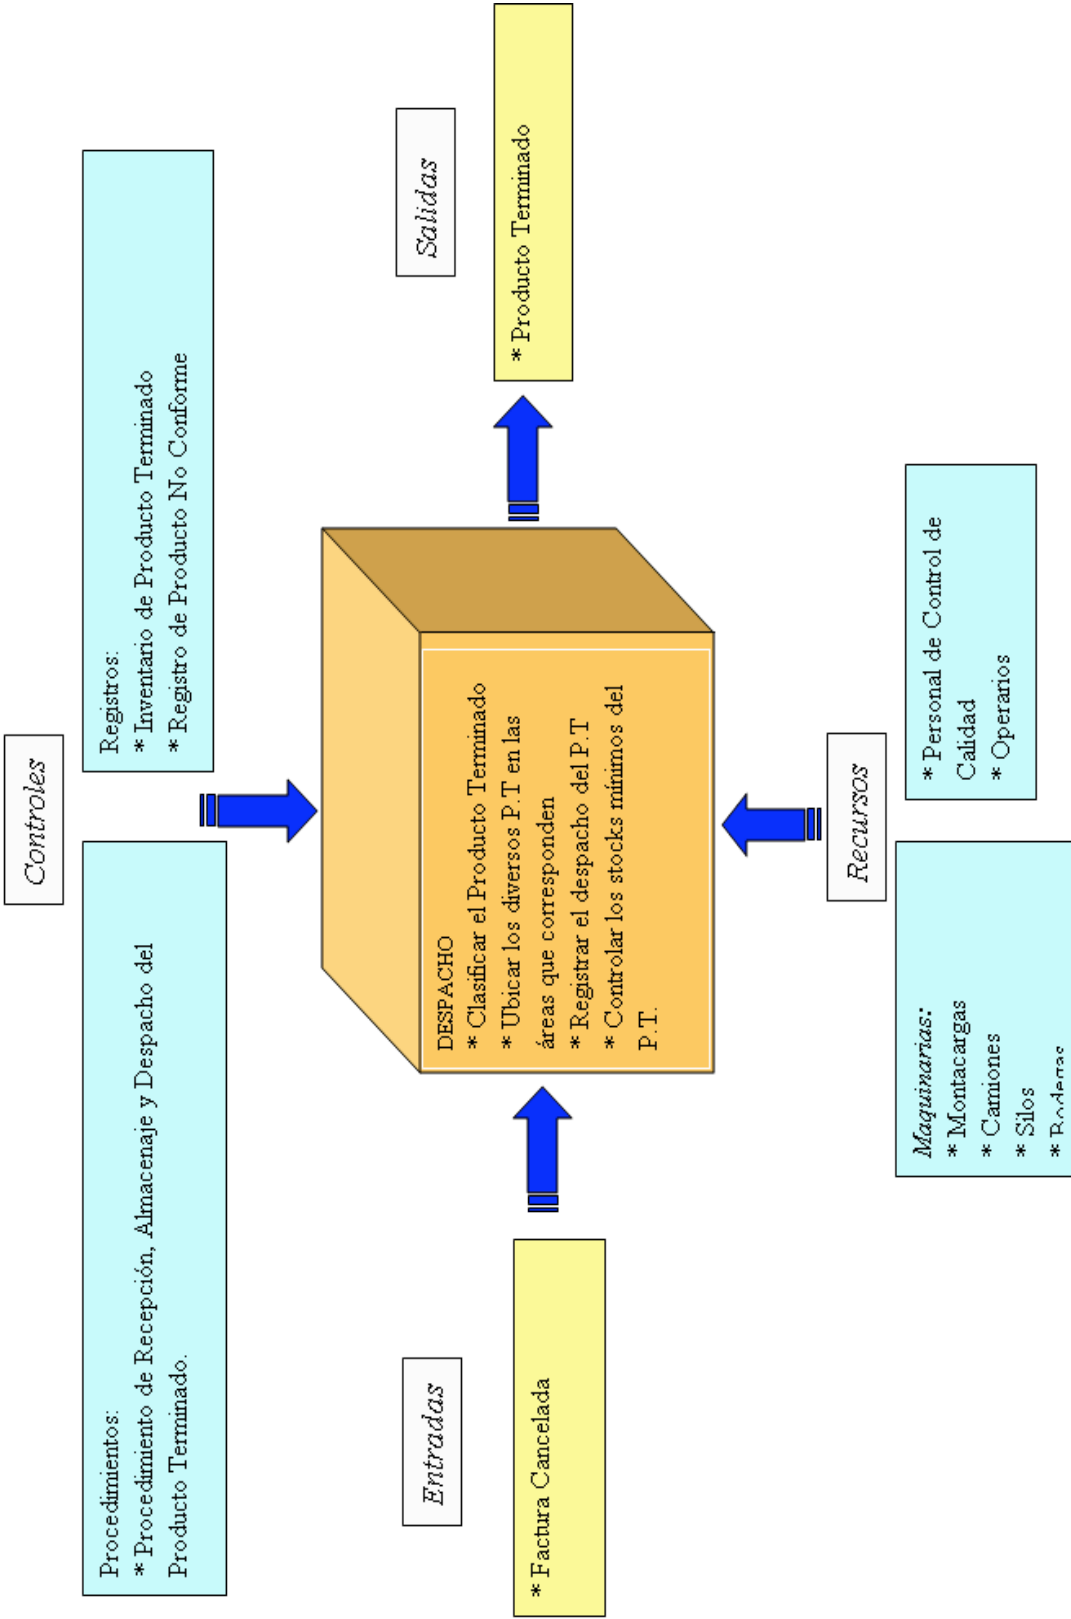 Controles
Procedimientos:
* Procedimiento de Recepción, Almacenaje y Despacho del
Producto Terminado.
Registros:
* Inventario de Producto Terminado
* Registro de Producto No Conforme
Entradas
* Factura Cancelada
DESPACHO
* Clasificar el Producto Terminado
* Ubicar los diversos P.T en las
áreas que corresponden
* Registrar el despacho del P.T
* Controlar los stocks mínimos del
P.T.
Salidas
* Producto Terminado
Recursos
Maquinarias:
* Montacargas
* Camiones
* Silos
* Personal de Control de
Calidad
* Operarios